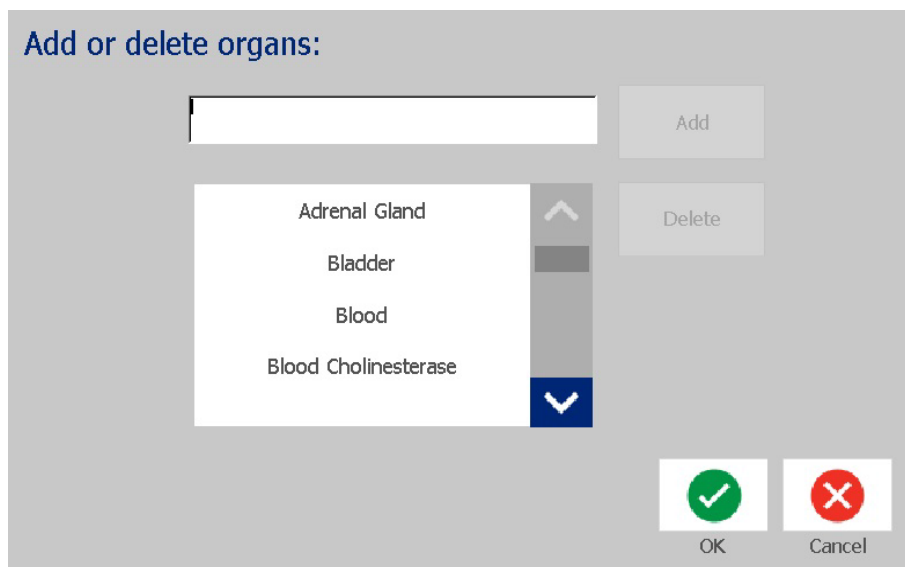 Add or delete organs:
Add
Adrenal Gland
Delete
Bladder
Blood
Blood Cholinesterase
OK
Cancel